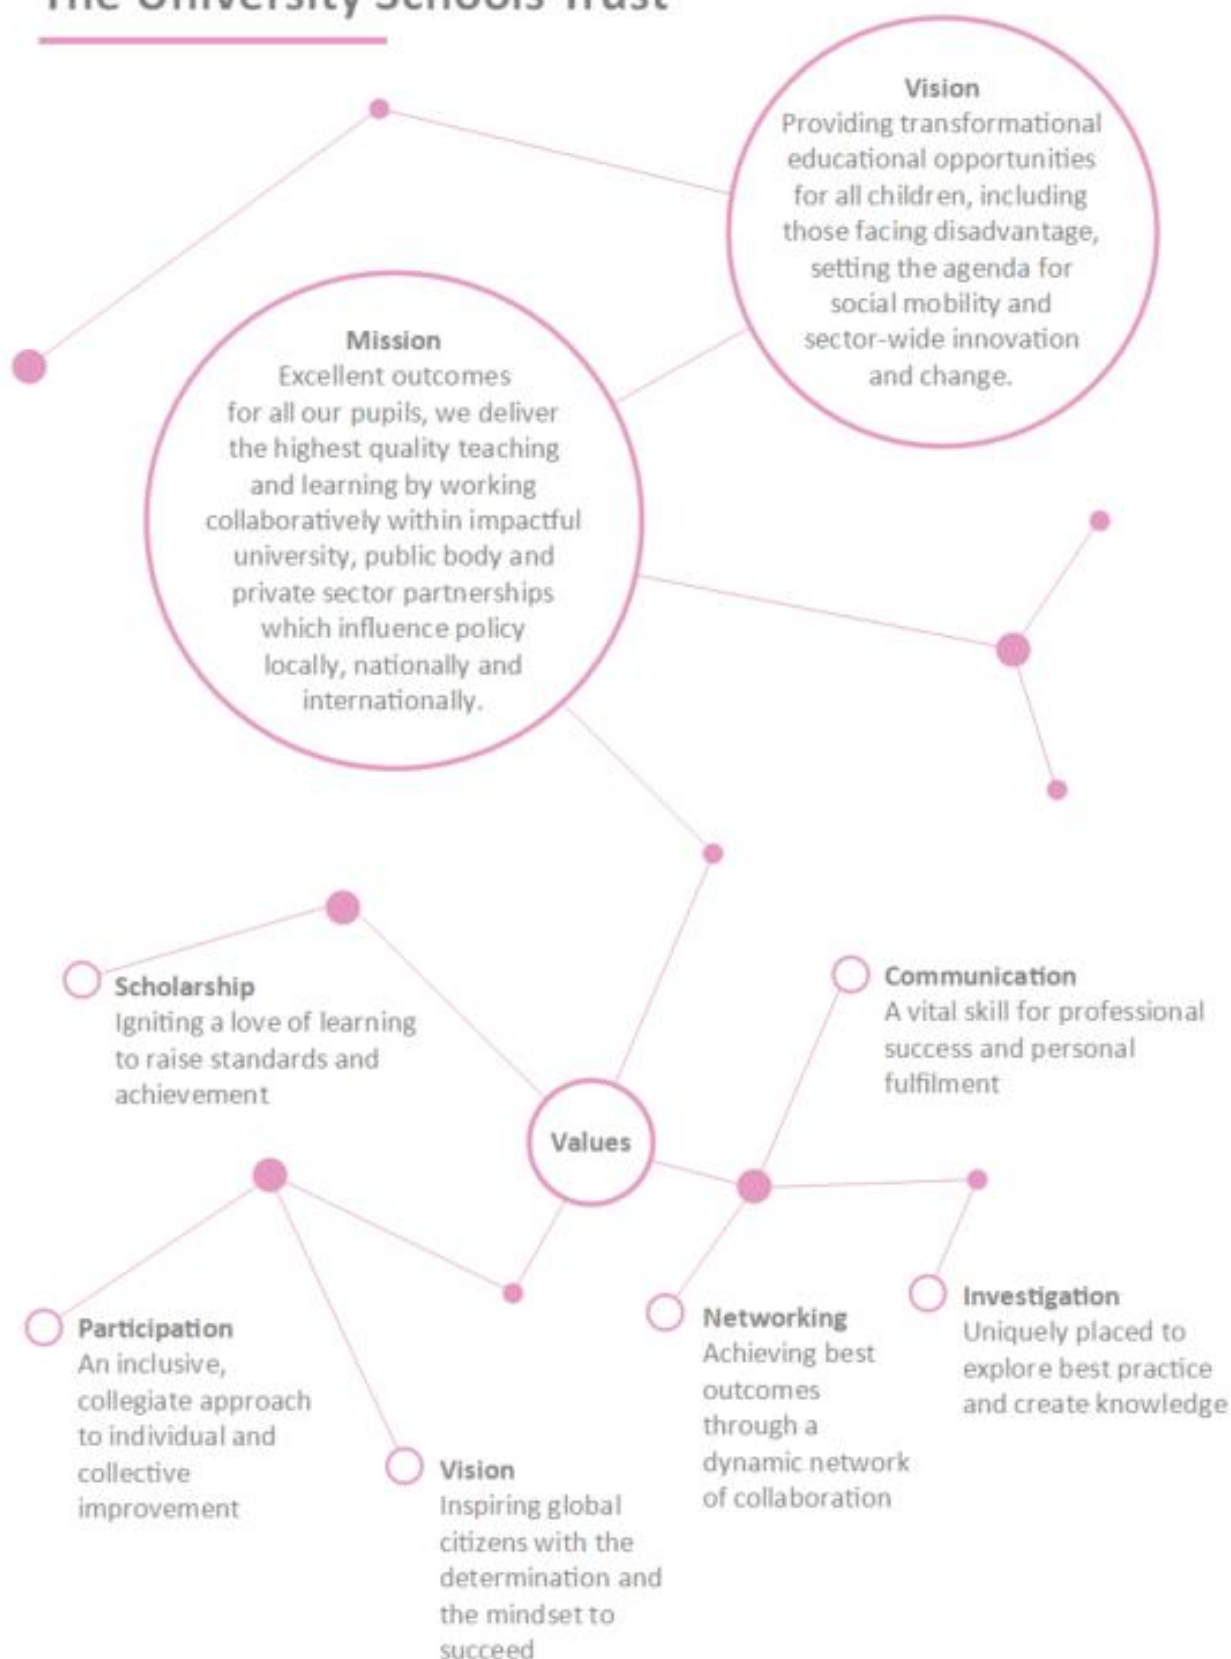 The University Schools Trust
Vision
Providing transformational
educational opportunities
for all children, including
those facing disadvantage,
setting the agenda for
social mobility and
sector-wide innovation
and change.
Mission
Excellent outcomes
for all our pupils, we deliver
the highest quality teaching
and learning by working
collaboratively within impactful
university, public body and
private sector partnerships
which influence policy
locally, nationally and
internationally.
Scholarship
Igniting a love of learning
to raise standards and
achievement
Communication
A vital skill for professional
success and personal
fulfilment
Values
Participation
An inclusive,
collegiate approach
to individual and
collective
improvement
Vision
Inspiring global
citizens with the
determination and
the mindset to
succeed
Networking
Achieving best
outcomes
through a
dynamic network
of collaboration
Investigation
Uniquely placed to
explore best practice
and create knowledge